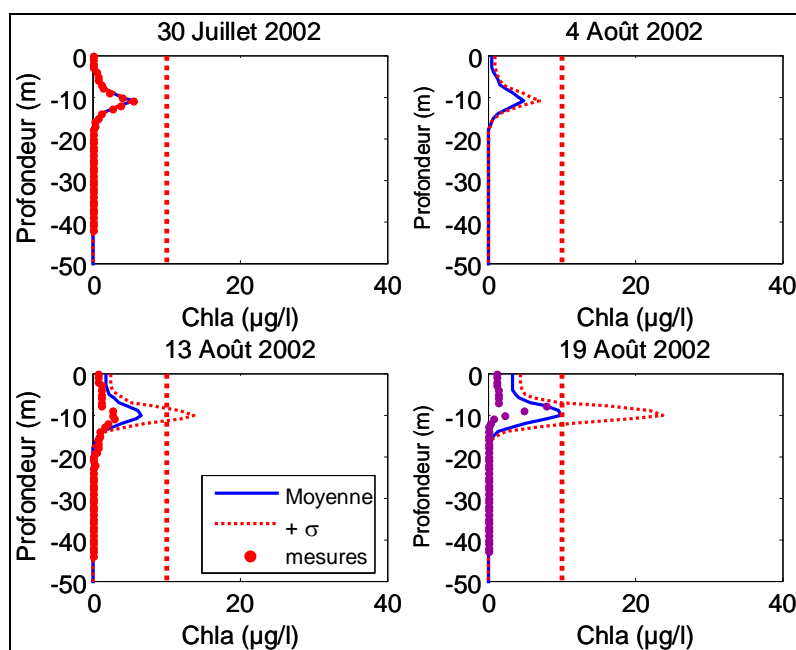 30 Juillet 2002
0
-10
-20
-30
-40
-50
Profondeur (m)
0
20
40
Chla (µg/l)
4 Août 2002
0
-10
-20
-30
-40
-50
Profondeur (m)
0
20
40
Chla (µg/l)
13 Août 2002
0
-10
-20
-30
-40
-50
Profondeur (m)
Moyenne
+ σ
mesures
0
20
40
Chla (µg/l)
19 Août 2002
0
-10
-20
-30
-40
-50
Profondeur (m)
0
20
40
Chla (µg/l)